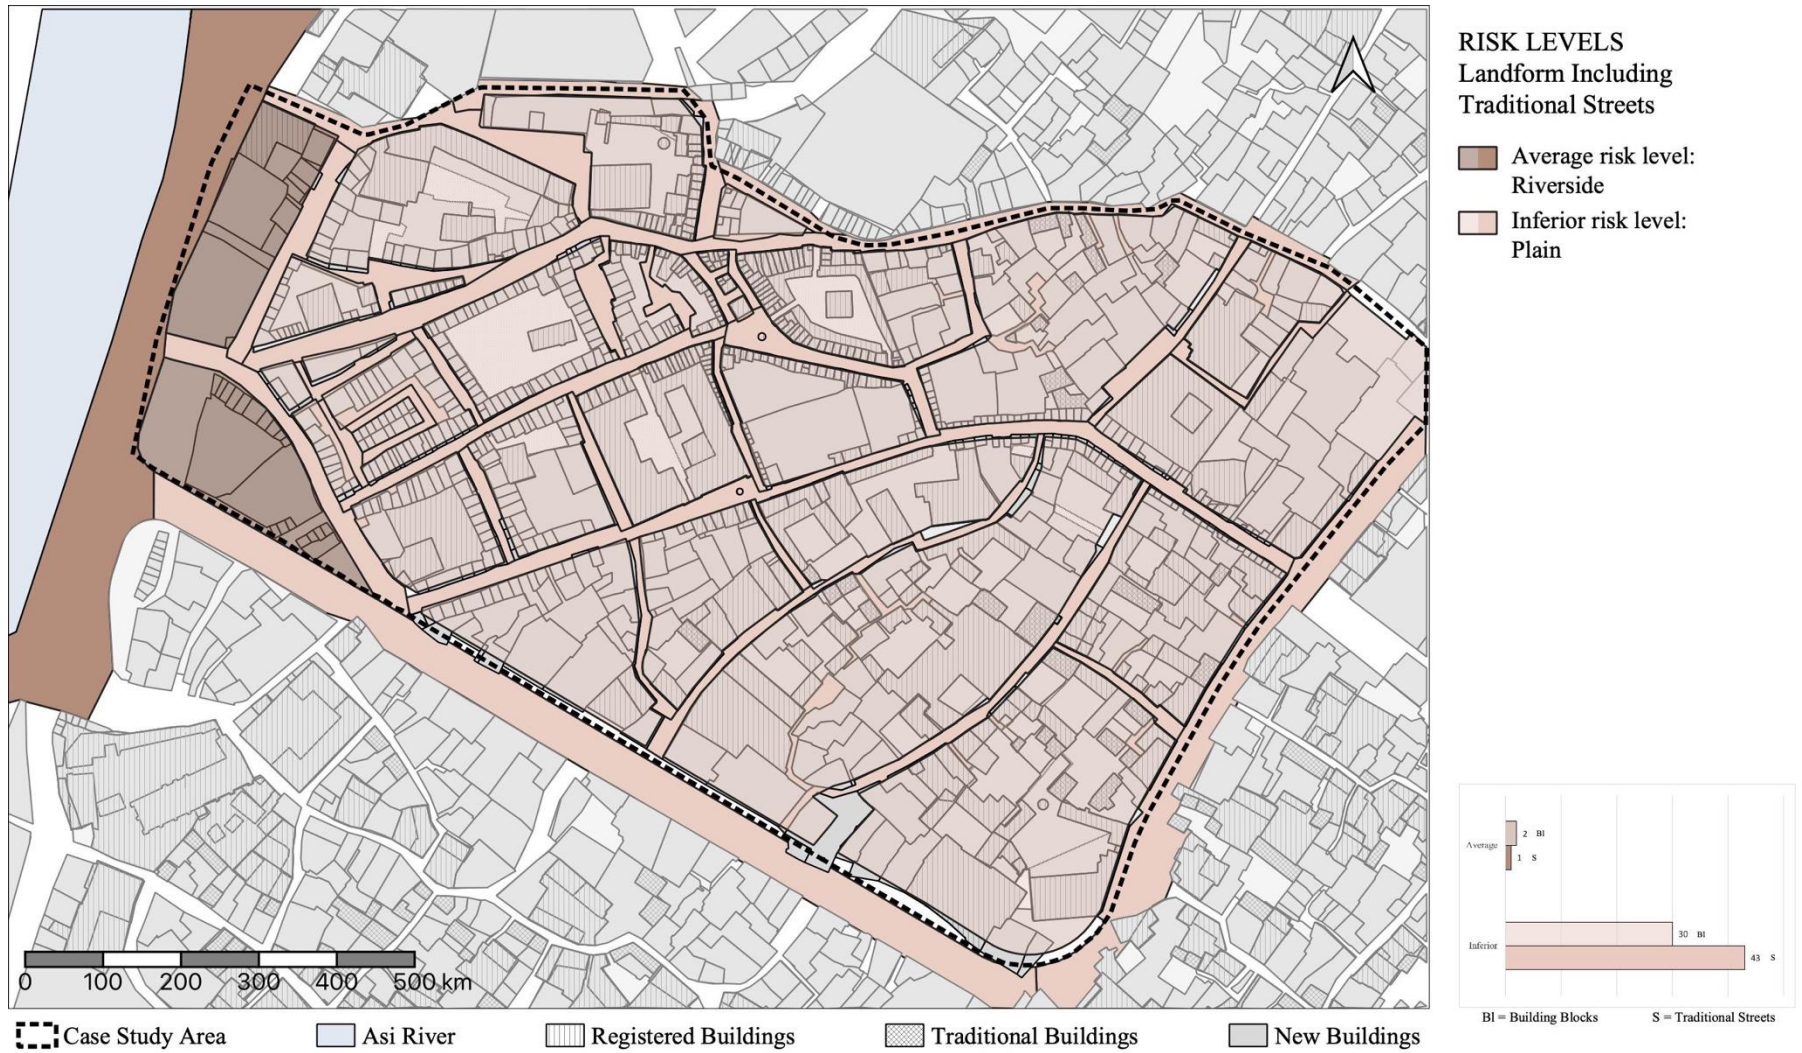 RISK LEVELS
Landform Including
Traditional Streets
Average risk level:
Riverside
Inferior risk level:
Plain
Average
2 Bl
1 S
Inferior
30 Bl
43 S
Bl = Building Blocks S = Traditional Streets
0 100 200 300 400 500 km
Case Study Area Asi River Registered Buildings Traditional Buildings New Buildings